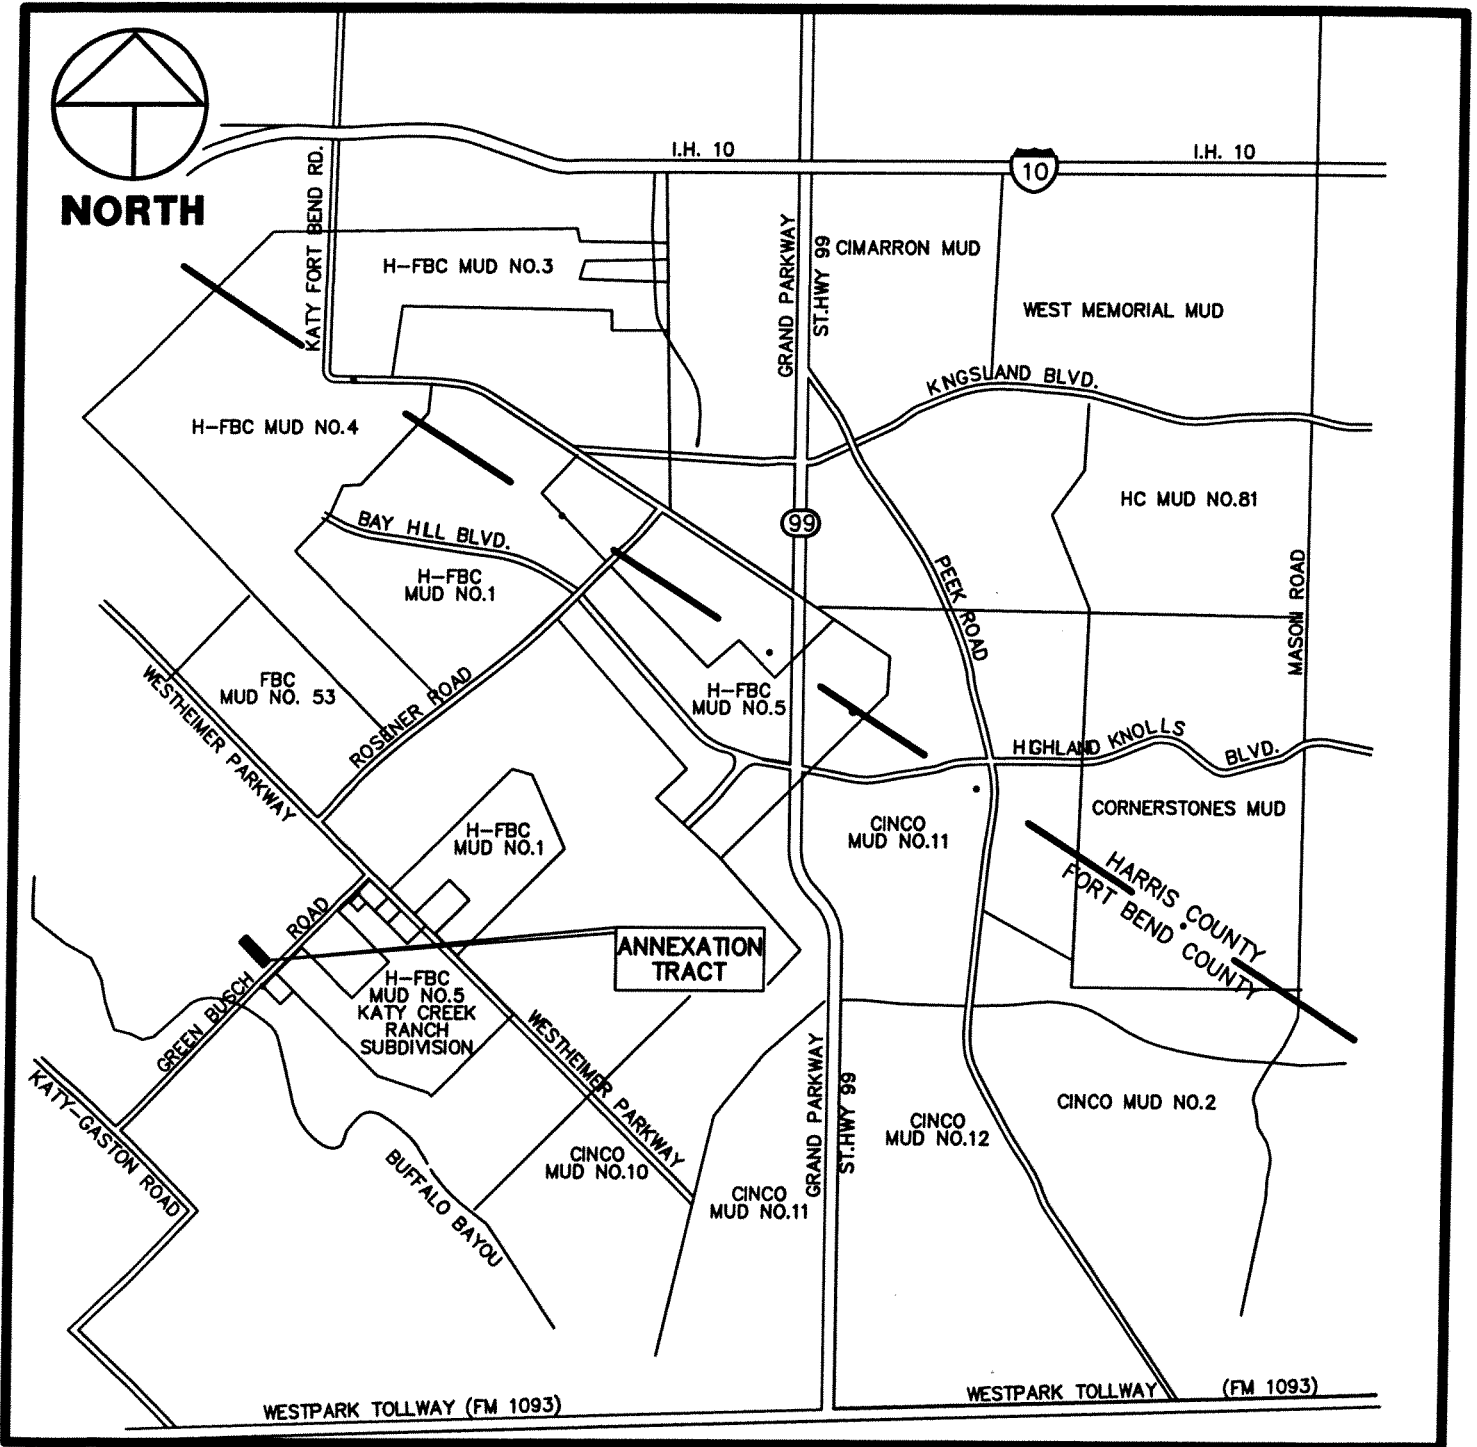 NORTH
I.H. 10
10
I.H. 10
KATY FORT BEND RD.
H-FBC MUD NO.3
GRAND PARKWAY
ST.HWY 99
CIMARRON MUD
WEST MEMORIAL MUD
KNGSLAND BLVD.
H-FBC MUD NO.4
HC MUD NO.81
BAY HLL BLVD.
99
H-FBC
MUD NO.1
PEEK ROAD
MASON ROAD
FBC
MUD NO. 53
WESTHEIMER PARKWAY
ROSENER ROAD
H-FBC
MUD NO.5
HIGHLAND KNOLLS
BLVD.
CORNERSTONES MUD
H-FBC
MUD NO.1
CINCO
MUD NO.11
HARRIS COUNTY
FORT BEND COUNTY
GREEN BUSCH ROAD
ANNEXATION
TRACT
H-FBC
MUD NO.5
KATY CREEK
RANCH
SUBDIVISION
WESTHEIMER PARKWAY
KATY-GASTON ROAD
GRAND PARKWAY
ST.HWY 99
CINCO MUD NO.2
CINCO
MUD NO.12
CINCO
MUD NO.10
BUFFALO BAYOU
CINCO
MUD NO.11
WESTPARK TOLLWAY (FM 1093)
WESTPARK TOLLWAY (FM 1093)